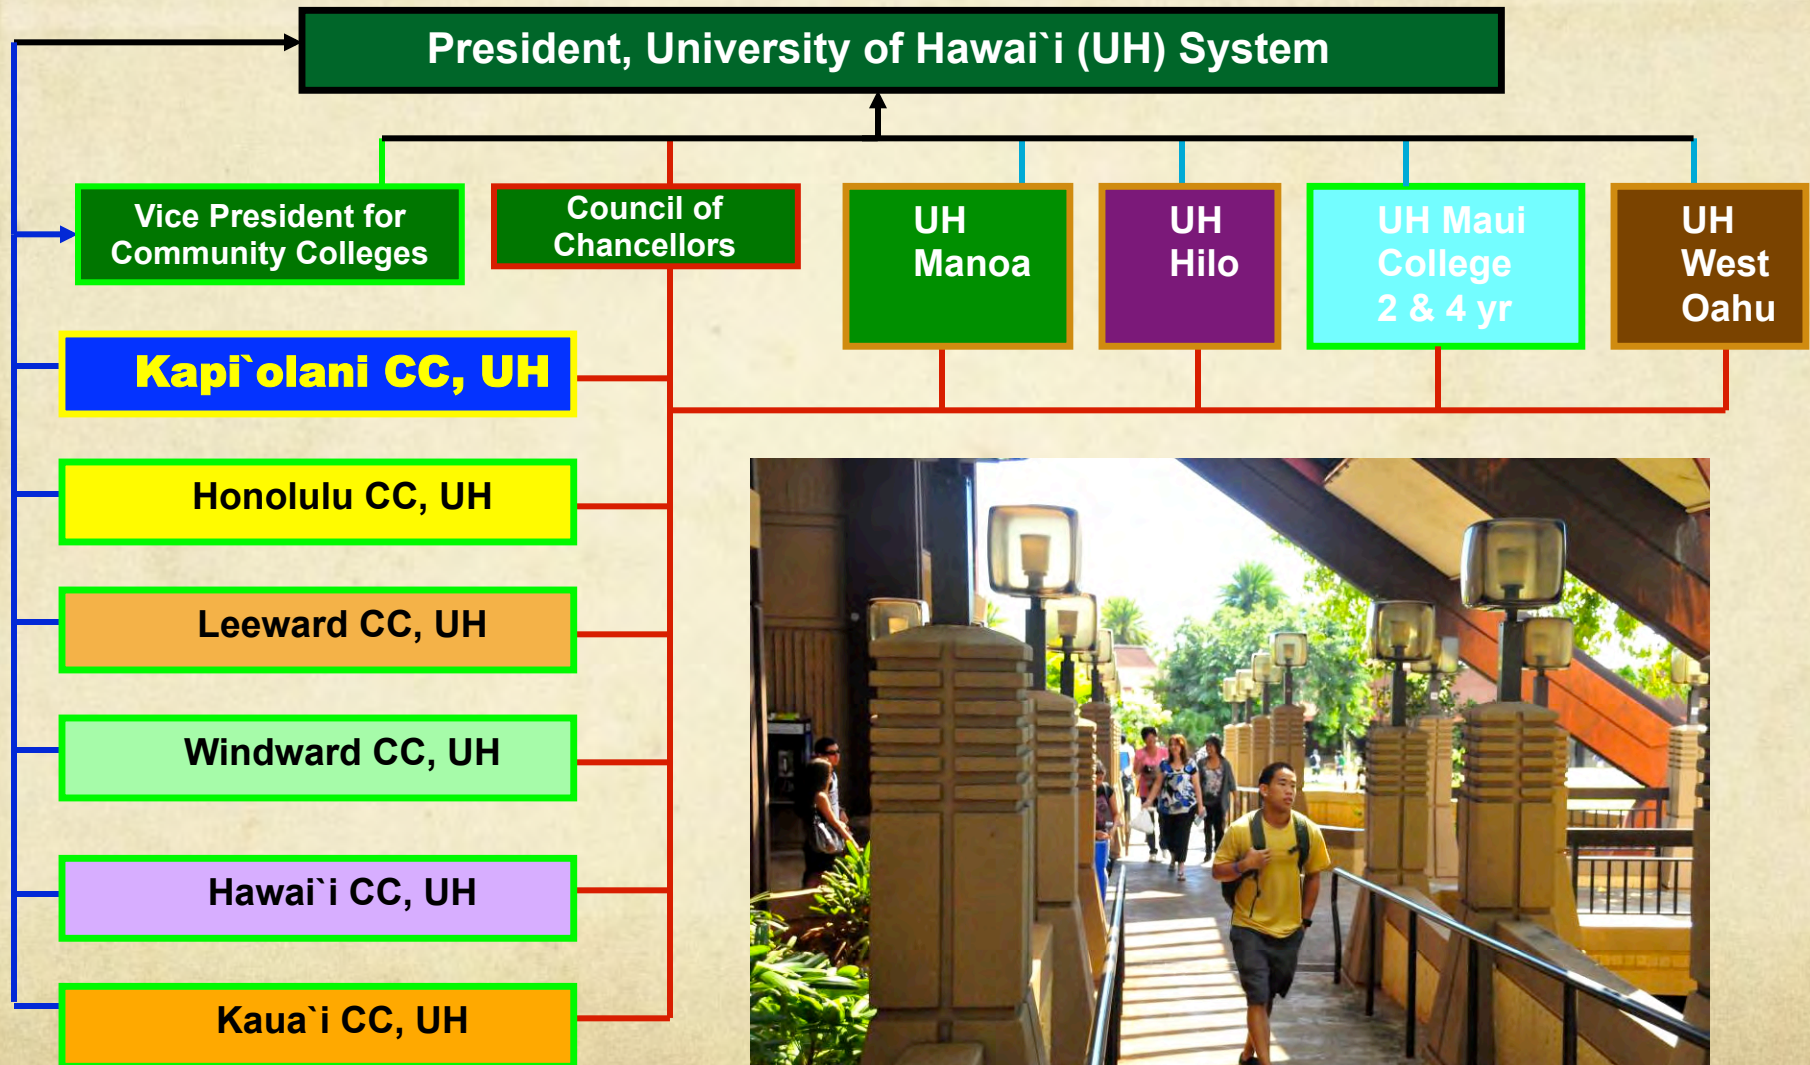 President, University of Hawai`i (UH) System
Vice President for
Community Colleges
Council of
Chancellors
UH
Manoa
UH
Hilo
UH Maui
College
2 & 4 yr
UH
West
Oahu
Kapi`olani CC, UH
Honolulu CC, UH
Leeward CC, UH
Windward CC, UH
Hawai`i CC, UH
Kaua`i CC, UH